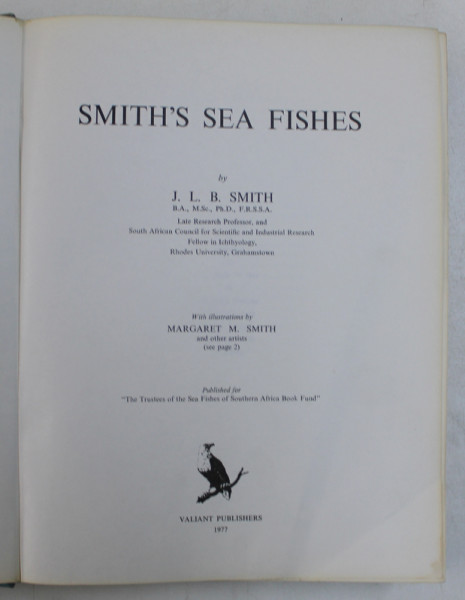 SMITH'S SEA FISHES
by
J. L. B. SMITH
B.A., M.Sc., Ph.D., F.R.S.S.A.
Late Research Professor, and
South African Council for Scientific and Industrial Research
Fellow in Ichthyology,
Rhodes University, Grahamstown
With illustrations by
MARGARET M. SMITH
and other artists
(see page 2)
Published for
"The Trustees of the Sea Fishes of Southern Africa Book Fund"
VALIANT PUBLISHERS
1977